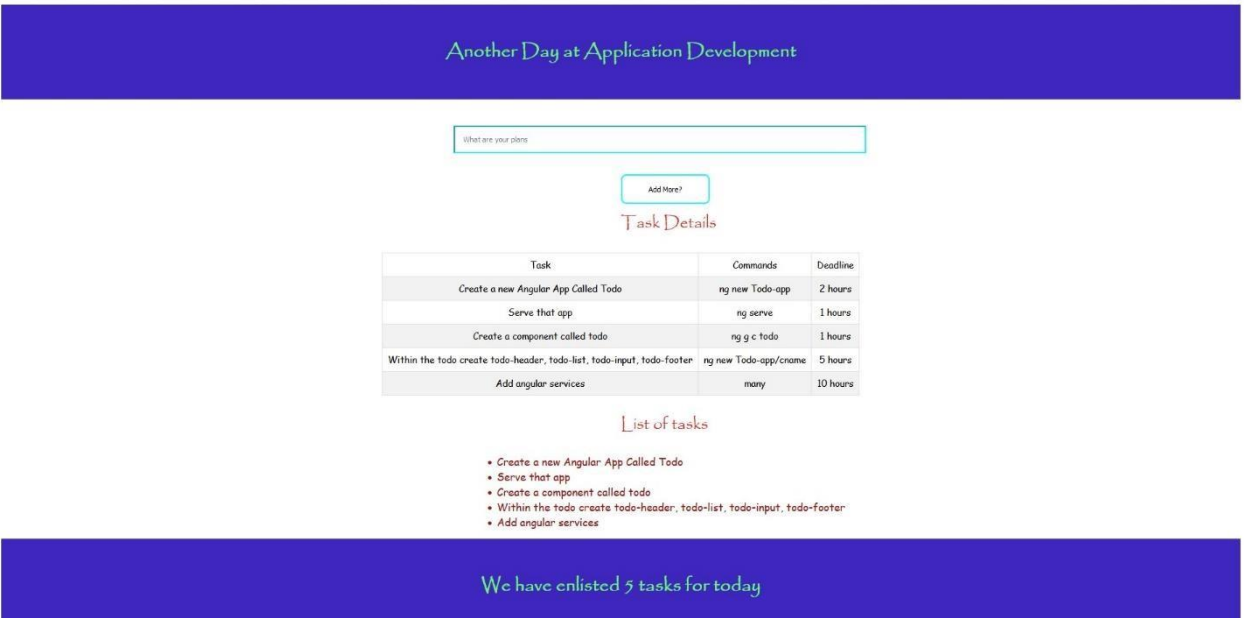 Another Day at Application Development
What are your plans
Add More?
Task Details
Task Commands Deadline
Create a new Angular App Called Todo ng new Todo-app 2 hours
Serve that app ng serve 1 hours
Create a component called todo ng g c todo 1 hours
Within the todo create todo-header, todo-list, todo-input, todo-footer ng new Todo-app/cname 5 hours
Add angular services many 10 hours
List of tasks
• Create a new Angular App Called Todo
• Serve that app
• Create a component called todo
• Within the todo create todo-header, todo-list, todo-input, todo-footer
• Add angular services
We have enlisted 5 tasks for today